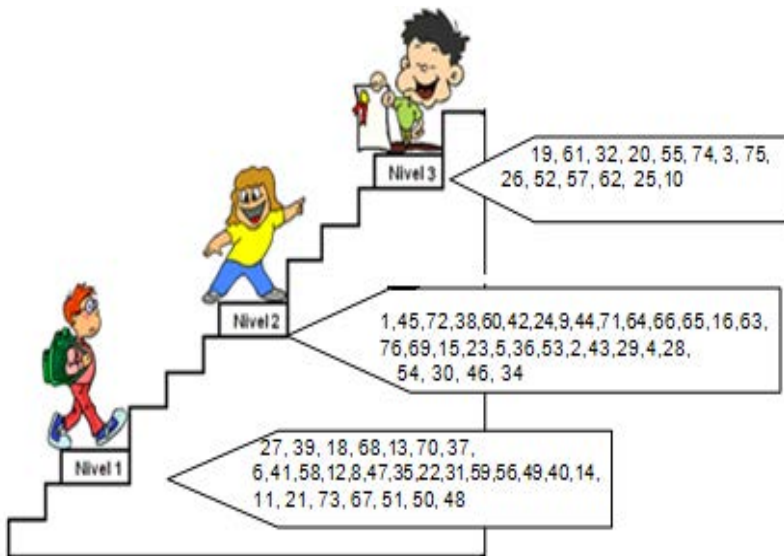 Nivel 3
19, 61, 32, 20, 55, 74, 3, 75,
26, 52, 57, 62, 25,10
Nivel 2
1,45,72,38,60,42,24,9,44,71,64,66,65,16,63,
76,69,15,23,5,36,53,2,43,29,4,28,
54, 30, 46, 34
Nivel 1
27, 39, 18, 68,13, 70, 37,
6,41,58,12,8,47,35,22,31,59,56,49,40,14,
11, 21, 73, 67, 51, 50, 48